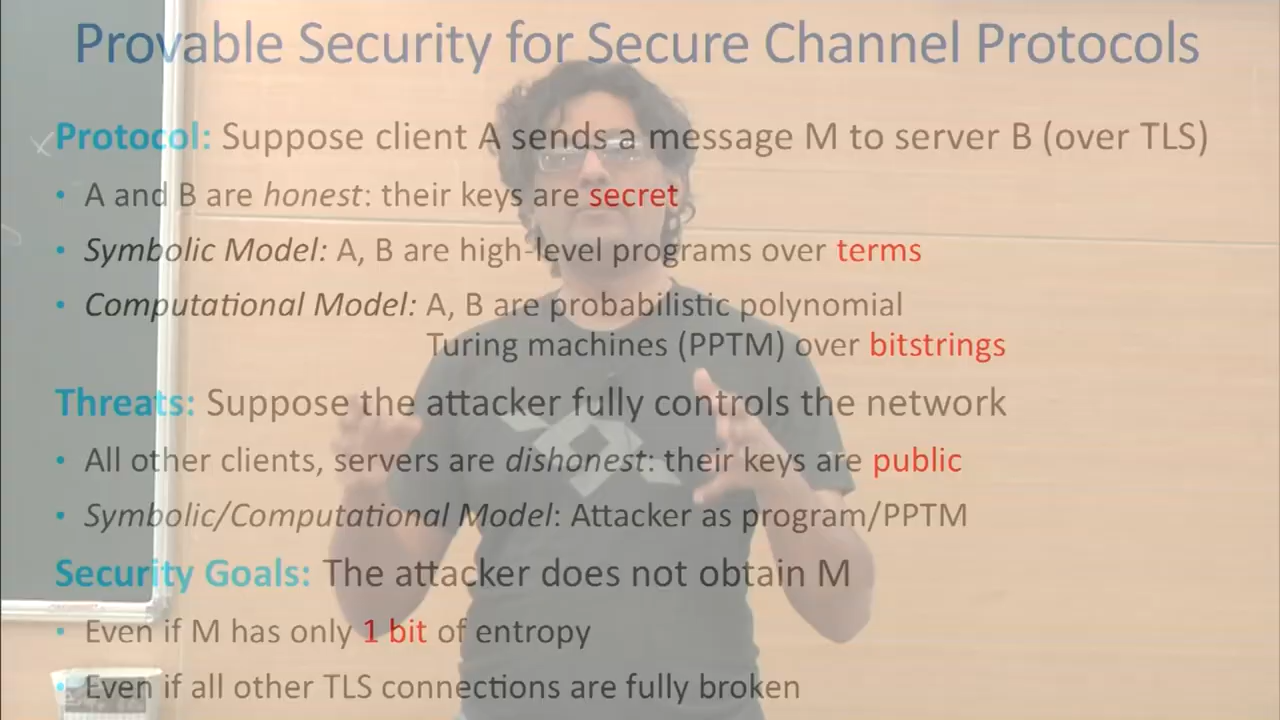 Provable Security for Secure Channel Protocols
Protocol: Suppose client A sends a message M to server B (over TLS)
• A and B are honest: their keys are secret
• Symbolic Model: A, B are high-level programs over terms
• Computational Model: A, B are probabilistic polynomial
Turing machines (PPTM) over bitstrings
Threats: Suppose the attacker fully controls the network
• All other clients, servers are dishonest: their keys are public
• Symbolic/Computational Model: Attacker as program/PPTM
Security Goals: The attacker does not obtain M
• Even if M has only 1 bit of entropy
• Even if all other TLS connections are fully broken